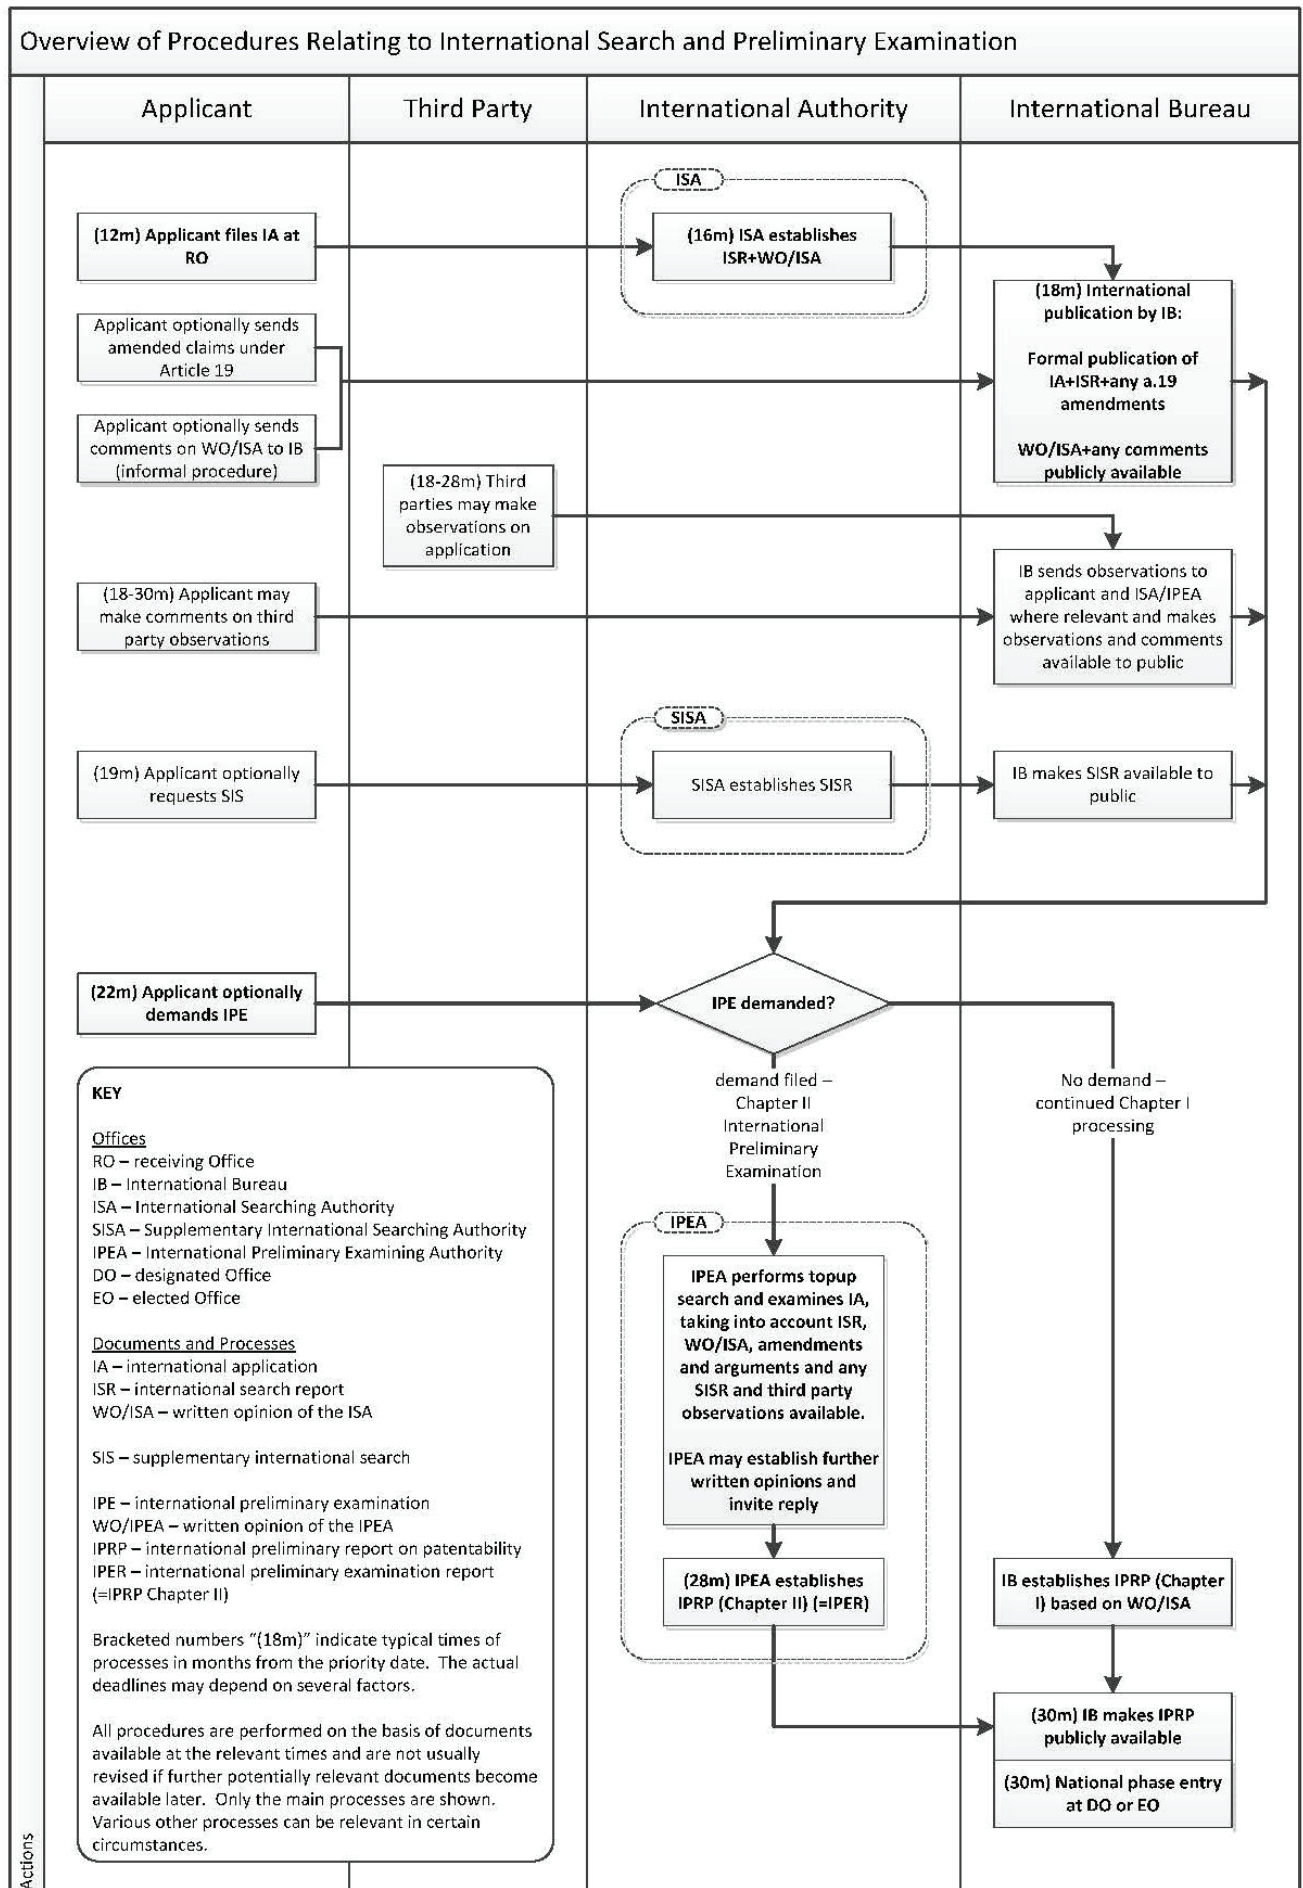 Overview of Procedures Relating to International Search and Preliminary Examination
Applicant
Third Party
International Authority
International Bureau
ISA
(12m) Applicant files IA at
RO
(16m) ISA establishes
ISR+WO/ISA
(18m) International
publication by IB:
Formal publication of
IA+ISR+any a.19
amendments
WO/ISA+any comments
publicly available
Applicant optionally sends
amended claims under
Article 19
Applicant optionally sends
comments on WO/ISA to IB
(informal procedure)
(18-28m) Third
parties may make
observations on
application
IB sends observations to
applicant and ISA/IPEA
where relevant and makes
observations and comments
available to public
(18-30m) Applicant may
make comments on third
party observations
SISA
(19m) Applicant optionally
requests SIS
SISA establishes SISR
IB makes SISR available to
public
(22m) Applicant optionally
demands IPE
IPE demanded?
demand filed –
Chapter II
International
Preliminary
Examination
No demand –
continued Chapter I
processing
IPEA
IPEA performs topup
search and examines IA,
taking into account ISR,
WO/ISA, amendments
and arguments and any
SISR and third party
observations available.
IPEA may establish further
written opinions and
invite reply
(28m) IPEA establishes
IPRP (Chapter II) (=IPER)
IB establishes IPRP (Chapter
I) based on WO/ISA
(30m) IB makes IPRP
publicly available
(30m) National phase entry
at DO or EO
KEY
Offices
RO – receiving Office
IB – International Bureau
ISA – International Searching Authority
SISA – Supplementary International Searching Authority
IPEA – International Preliminary Examining Authority
DO – designated Office
EO – elected Office
Documents and Processes
IA – international application
ISR – international search report
WO/ISA – written opinion of the ISA
SIS – supplementary international search
IPE – international preliminary examination
WO/IPEA – written opinion of the IPEA
IPRP – international preliminary report on patentability
IPER – international preliminary examination report
(=IPRP Chapter II)
Bracketed numbers “(18m)” indicate typical times of
processes in months from the priority date.  The actual
deadlines may depend on several factors.
All procedures are performed on the basis of documents
available at the relevant times and are not usually
revised if further potentially relevant documents become
available later.  Only the main processes are shown.
Various other processes can be relevant in certain
circumstances.
Actions